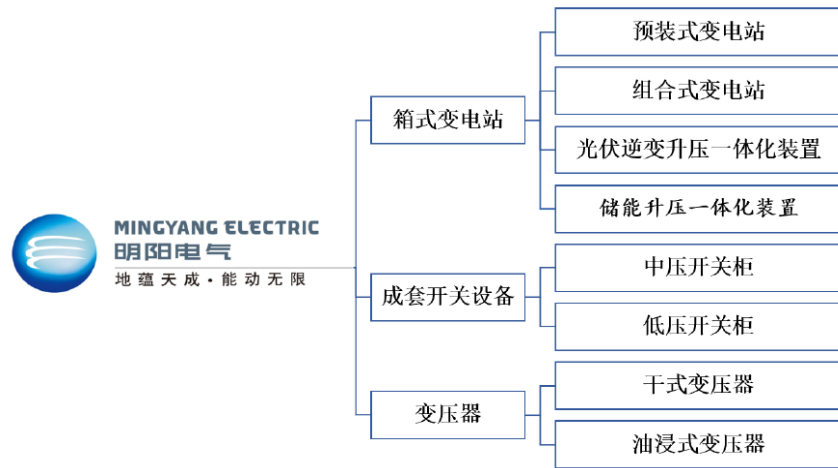 MINGYANG ELECTRIC
明阳电气
地蕴天成·能动无限
箱式变电站
预装式变电站
组合式变电站
光伏逆变升压一体化装置
储能升压一体化装置
成套开关设备
中压开关柜
低压开关柜
变压器
干式变压器
油浸式变压器